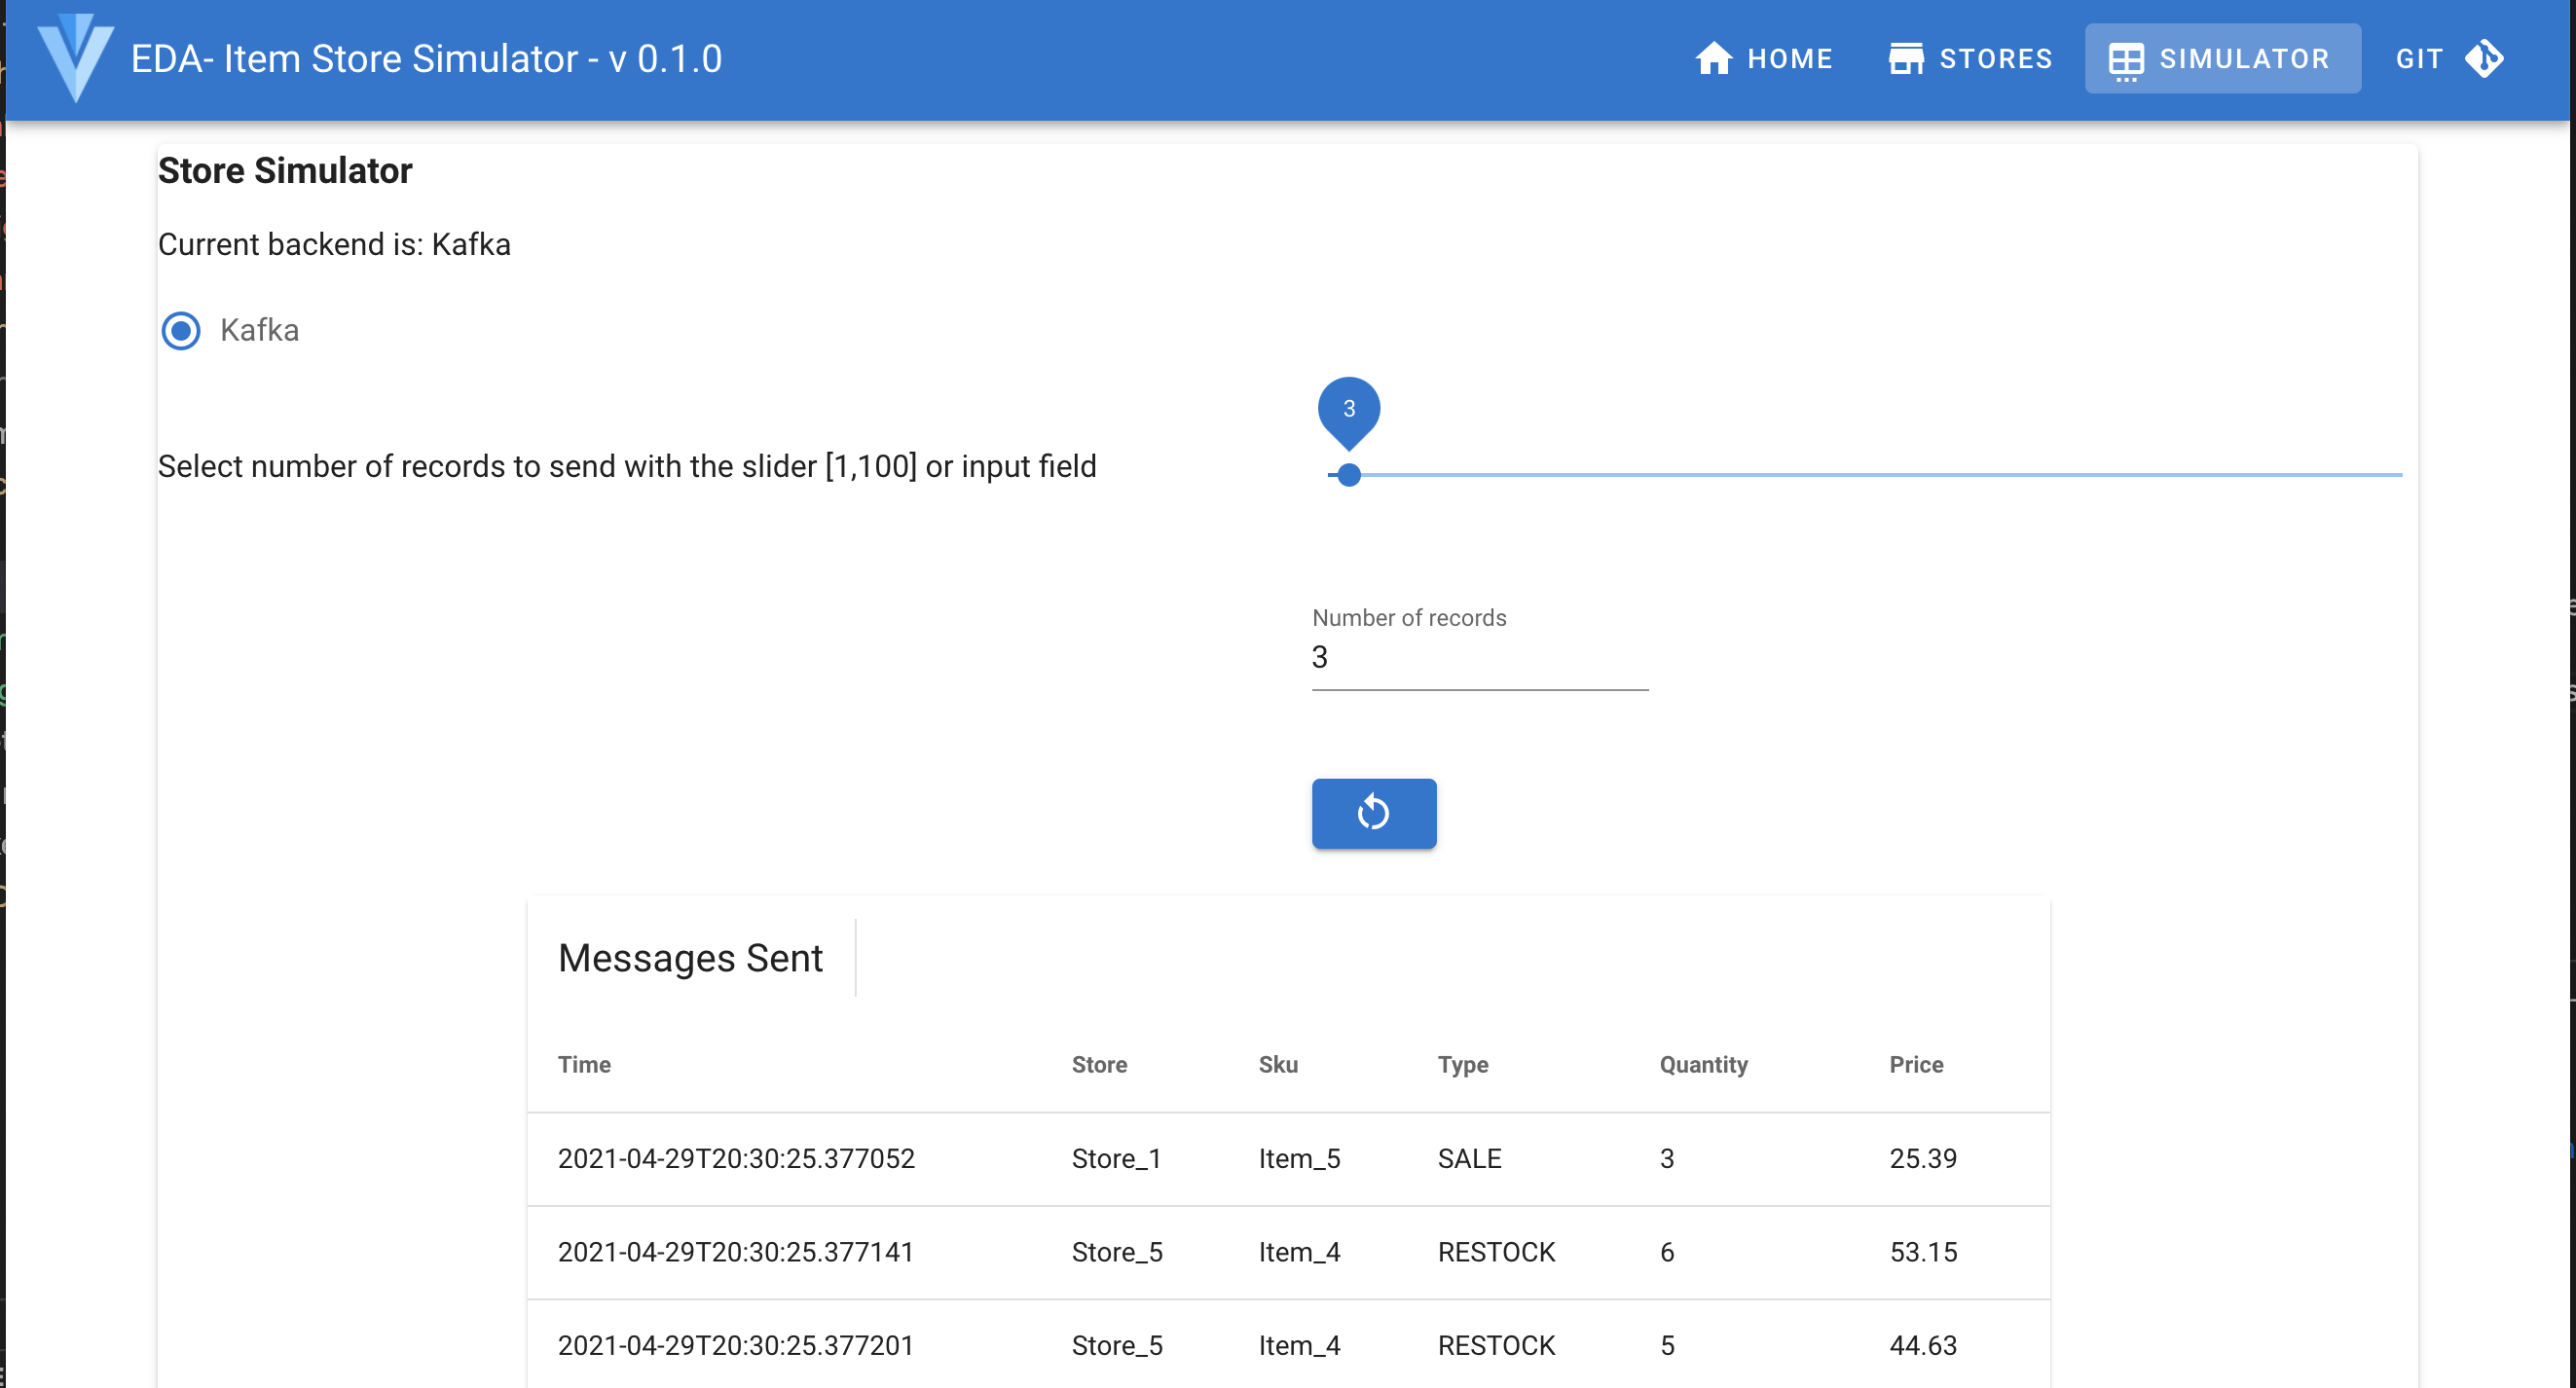 EDA- Item Store Simulator - v 0.1.0 HOME STORES SIMULATOR GIT
Store Simulator
Current backend is: Kafka
Kafka
3
Select number of records to send with the slider [1,100] or input field
Number of records
3
Messages Sent
Time Store Sku Type Quantity Price
2021-04-29T20:30:25.377052 Store_1 Item_5 SALE 3 25.39
2021-04-29T20:30:25.377141 Store_5 Item_4 RESTOCK 6 53.15
2021-04-29T20:30:25.377201 Store_5 Item_4 RESTOCK 5 44.63